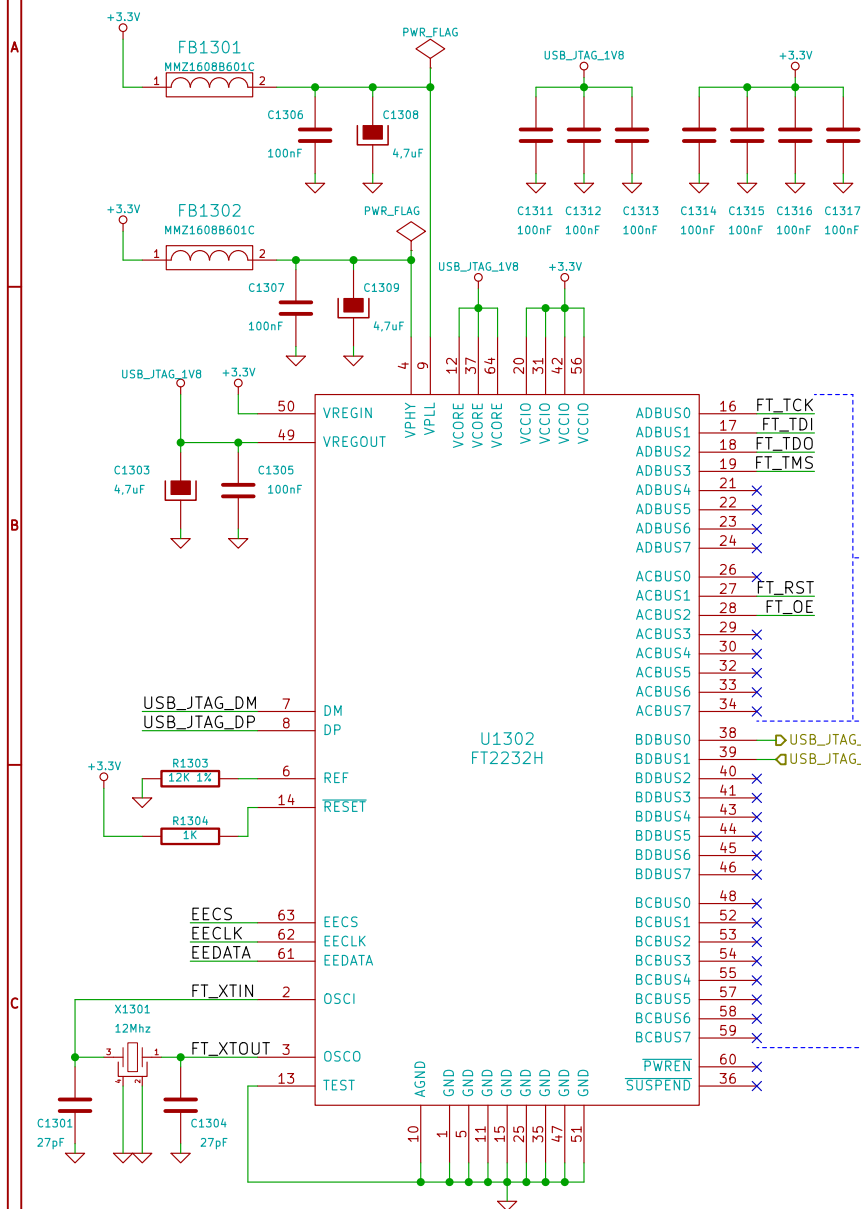 A
B
C
+3.3V
FB1301
MMZ1608B601C
1 2
PWR_FLAG
C1306
100nF
C1308
4,7uF
USB_JTAG_1V8
+3.3V
C1311 C1312 C1313 C1314 C1315 C1316 C1317
100nF 100nF 100nF 100nF 100nF 100nF 100nF
+3.3V
FB1302
MMZ1608B601C
1 2
PWR_FLAG
C1307
100nF
C1309
4,7uF
USB_JTAG_1V8
+3.3V
4 9 12 37 64 20 31 42 56
VPHY VPLL VCORE VCORE VCORE VCCIO VCCIO VCCIO VCCIO
USB_JTAG_1V8
+3.3V
50 VREGIN
49 VREGOUT
C1303
4,7uF
C1305
100nF
USB_JTAG_DM 7 DM
USB_JTAG_DP 8 DP
+3.3V
R1303
12K 1%
6 REF
14 RESET
R1304
1K
EECS 63 EECS
EECLK 62 EECLK
EEDATA 61 EEDATA
FT_XTIN 2 OSCI
X1301
12Mhz
3 1
4 2
FT_XTOUT 3 OSCO
13 TEST
C1301
27pF
C1304
27pF
U1302
FT2232H
ADBUS0 16 FT_TCK
ADBUS1 17 FT_TDI
ADBUS2 18 FT_TDO
ADBUS3 19 FT_TMS
ADBUS4 21
ADBUS5 22
ADBUS6 23
ADBUS7 24
ACBUS0 26
ACBUS1 27 FT_RST
ACBUS2 28 FT_OE
ACBUS3 29
ACBUS4 30
ACBUS5 32
ACBUS6 33
ACBUS7 34
BDBUS0 38 USB_JTAG_
BDBUS1 39 USB_JTAG_
BDBUS2 40
BDBUS3 41
BDBUS4 43
BDBUS5 44
BDBUS6 45
BDBUS7 46
BCBUS0 48
BCBUS1 52
BCBUS2 53
BCBUS3 54
BCBUS4 55
BCBUS5 57
BCBUS6 58
BCBUS7 59
PWREN 60
SUSPEND 36
AGND GND GND GND GND GND GND GND GND
10 1 5 11 15 25 35 47 51